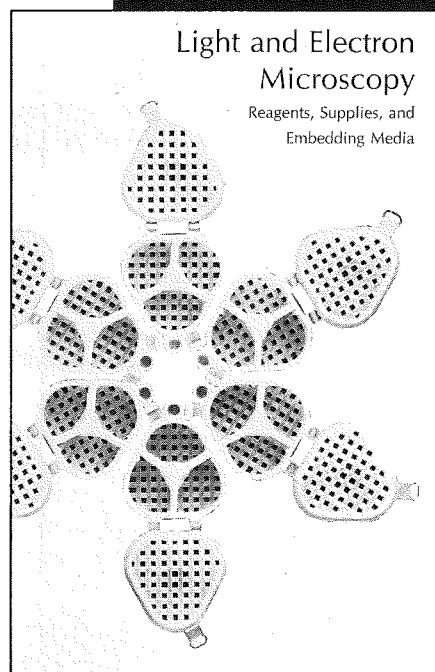 Light and Electron
Microscopy
Reagents, Supplies, and
Embedding Media